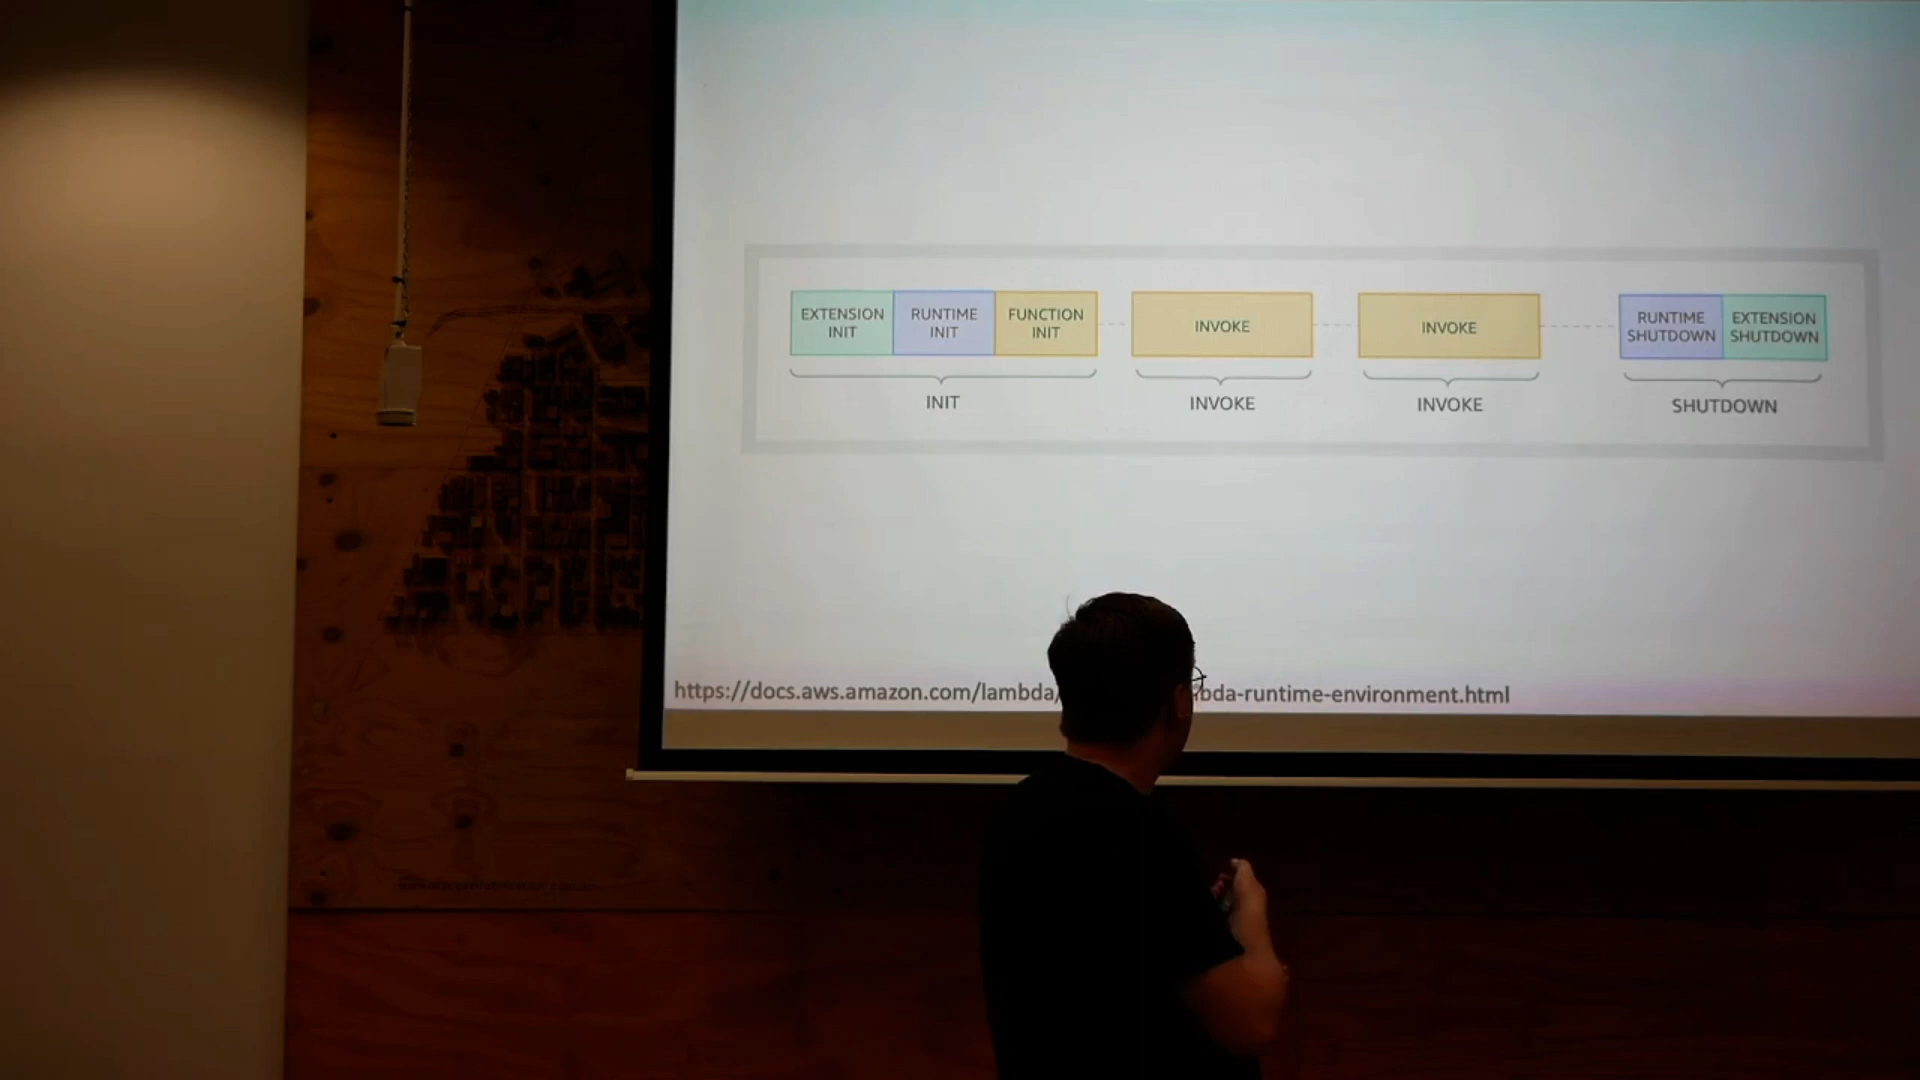 EXTENSION
INIT
RUNTIME
INIT
FUNCTION
INIT
INVOKE
INVOKE
RUNTIME
SHUTDOWN
EXTENSION
SHUTDOWN
INIT
INVOKE
INVOKE
SHUTDOWN
https://docs.aws.amazon.com/lambda/ bda-runtime-environment.html